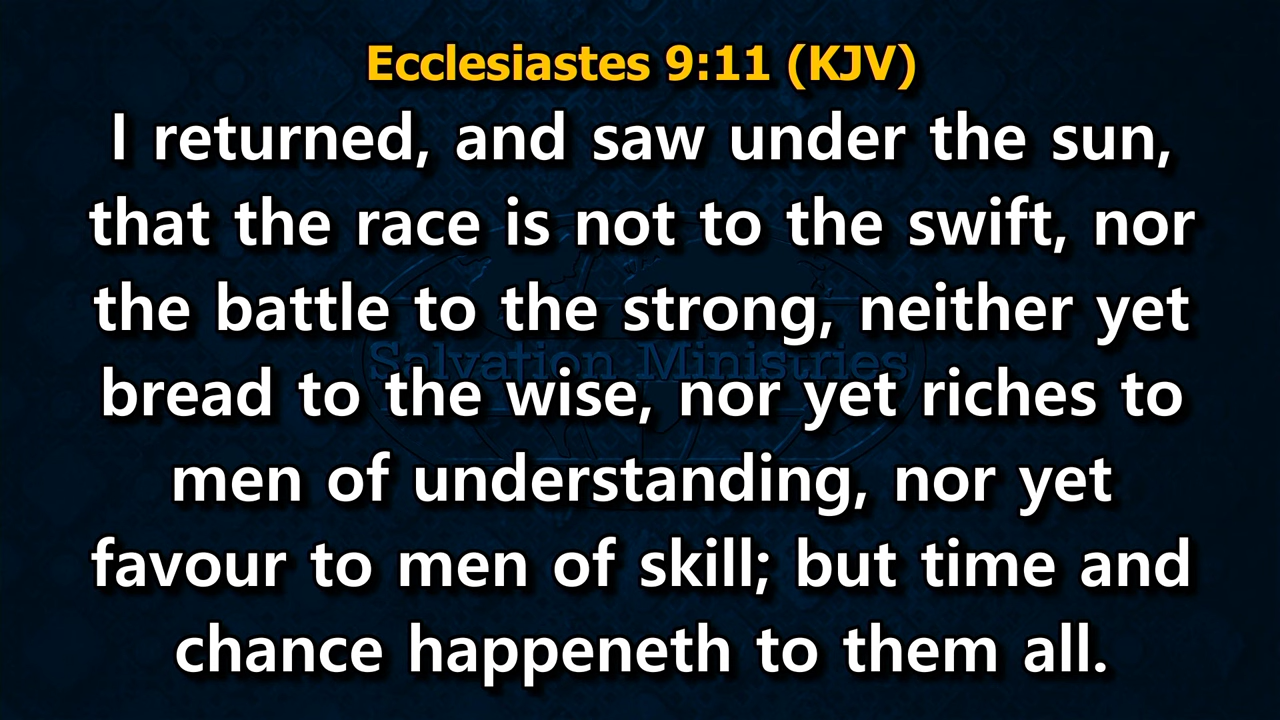 Ecclesiastes 9:11 (KJV)
I returned, and saw under the sun,
that the race is not to the swift, nor
the battle to the strong, neither yet
Salvation Ministries
bread to the wise, nor yet riches to
men of understanding, nor yet
favour to men of skill; but time and
chance happeneth to them all.